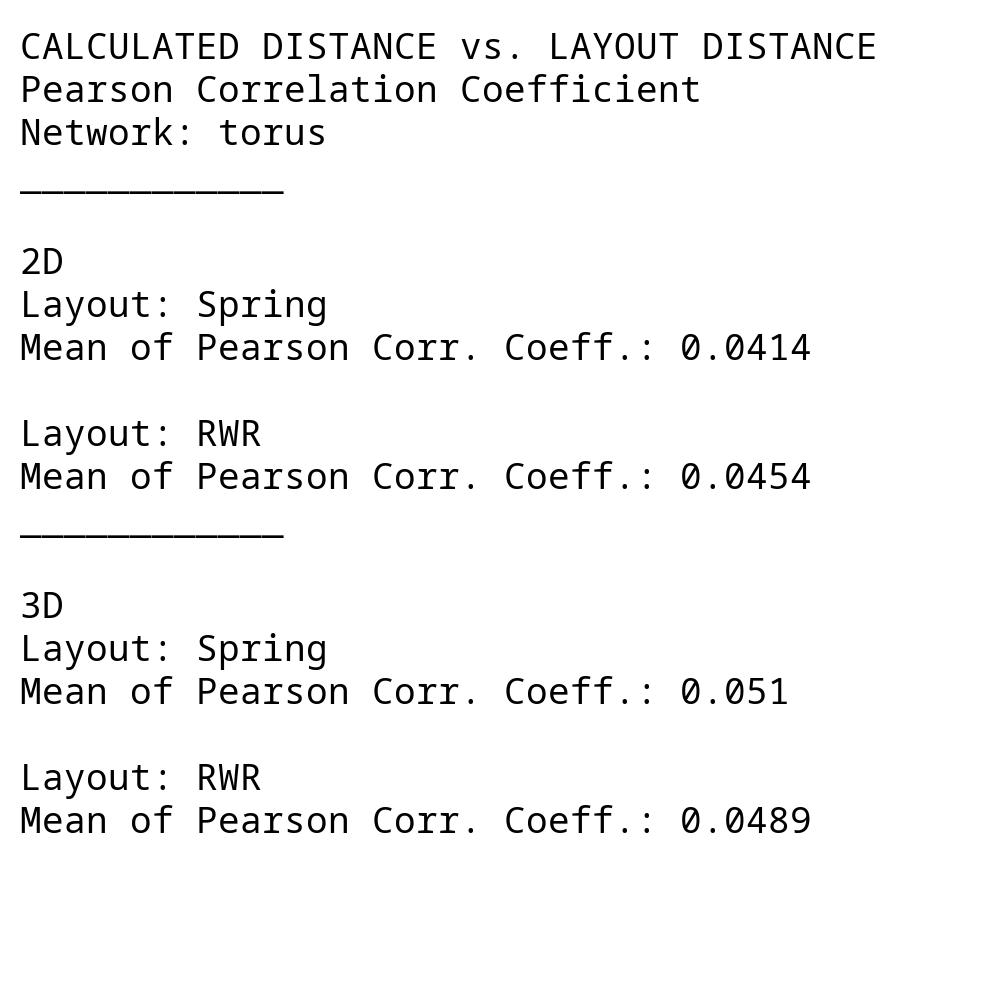 CALCULATED DISTANCE vs. LAYOUT DISTANCE
Pearson Correlation Coefficient
Network: torus
____________
2D
Layout: Spring
Mean of Pearson Corr. Coeff.: 0.0414
Layout: RWR
Mean of Pearson Corr. Coeff.: 0.0454
____________
3D
Layout: Spring
Mean of Pearson Corr. Coeff.: 0.051
Layout: RWR
Mean of Pearson Corr. Coeff.: 0.0489